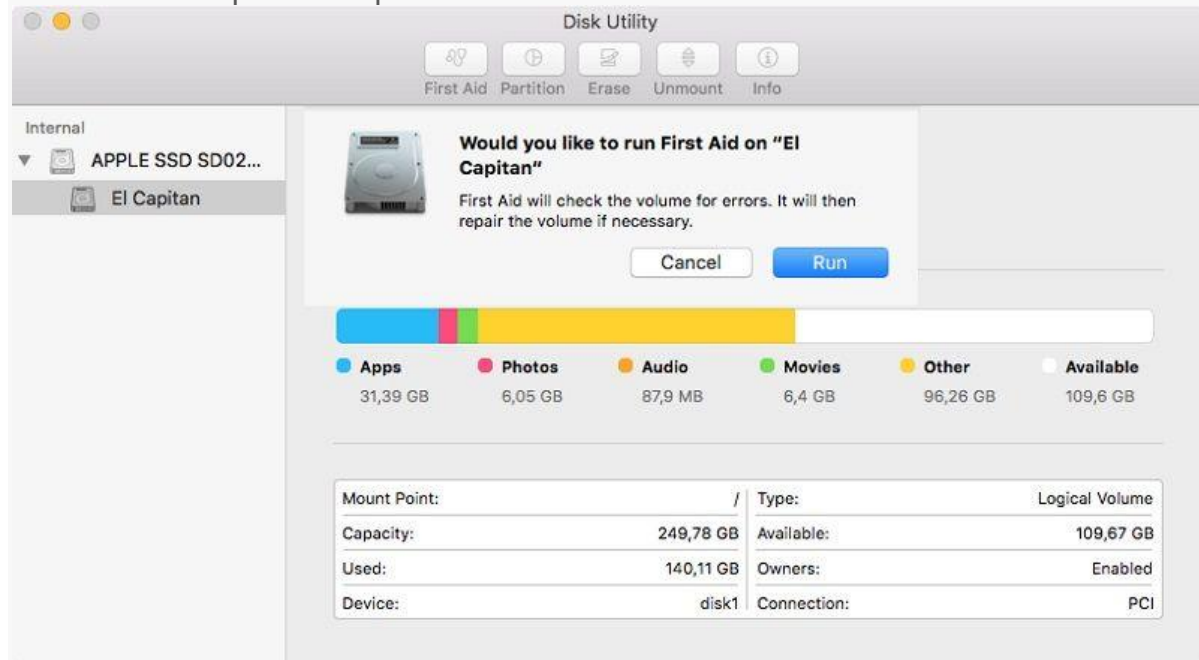 Disk Utility
First Aid Partition Erase Unmount Info
Internal
APPLE SSD SD02...
El Capitan
Would you like to run First Aid on “El
Capitan“
First Aid will check the volume for errors. It will then
repair the volume if necessary.
Cancel Run
Apps Photos Audio Movies Other Available
31,39 GB 6,05 GB 87,9 MB 6,4 GB 96,26 GB 109,6 GB
Mount Point: / Type: Logical Volume
Capacity: 249,78 GB Available: 109,67 GB
Used: 140,11 GB Owners: Enabled
Device: disk1 Connection: PCI